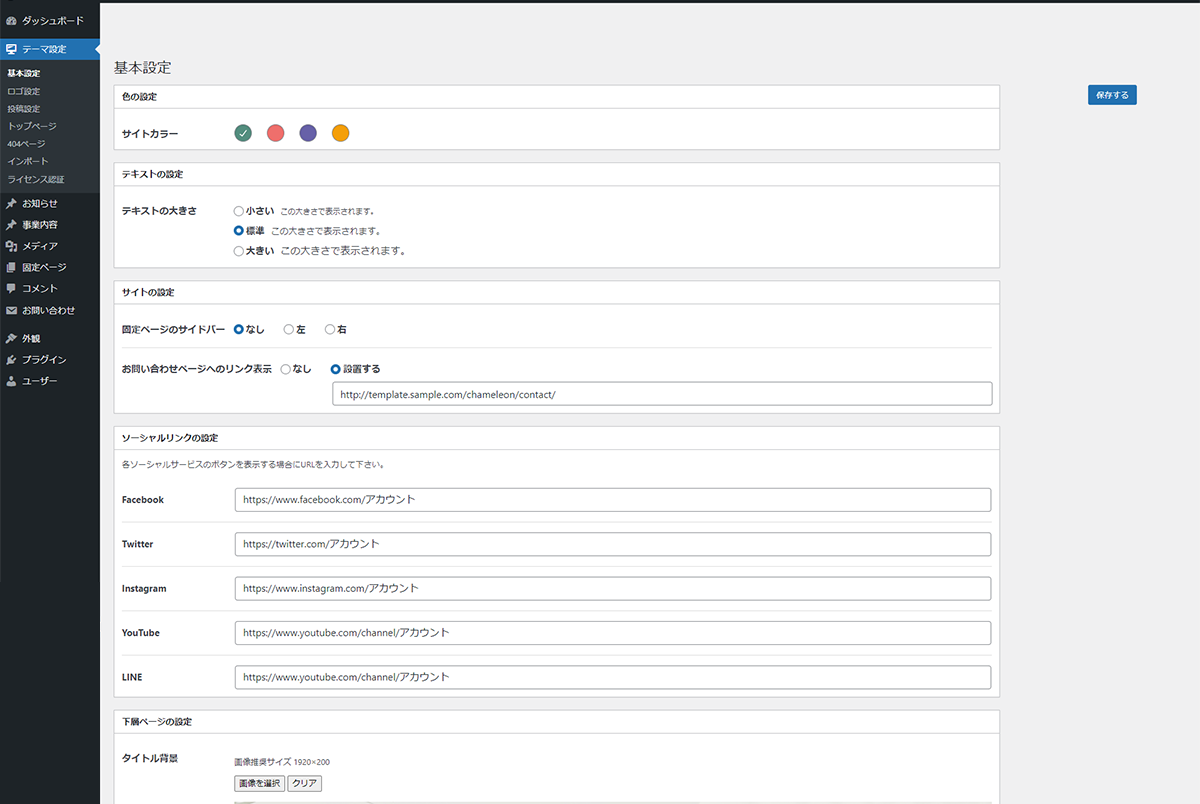 ダッシュボード
テーマ設定
基本設定
ロゴ設定
投稿設定
トップページ
404ページ
インポート
ライセンス認証
お知らせ
事業内容
メディア
固定ページ
コメント
お問い合わせ
外観
プラグイン
ユーザー
基本設定
保存する
色の設定
サイトカラー
テキストの設定
テキストの大きさ
小さい この大きさで表示されます。
標準 この大きさで表示されます。
大きい この大きさで表示されます。
サイトの設定
固定ページのサイドバー なし 左 右
お問い合わせページへのリンク表示 なし 設置する
http://template.sample.com/chameleon/contact/
ソーシャルリンクの設定
各ソーシャルサービスのボタンを表示する場合にURLを入力して下さい。
Facebook https://www.facebook.com/アカウント
Twitter https://twitter.com/アカウント
Instagram https://www.instagram.com/アカウント
YouTube https://www.youtube.com/channel/アカウント
LINE https://www.youtube.com/channel/アカウント
下層ページの設定
タイトル背景 画像推奨サイズ 1920×200
画像を選択 クリア